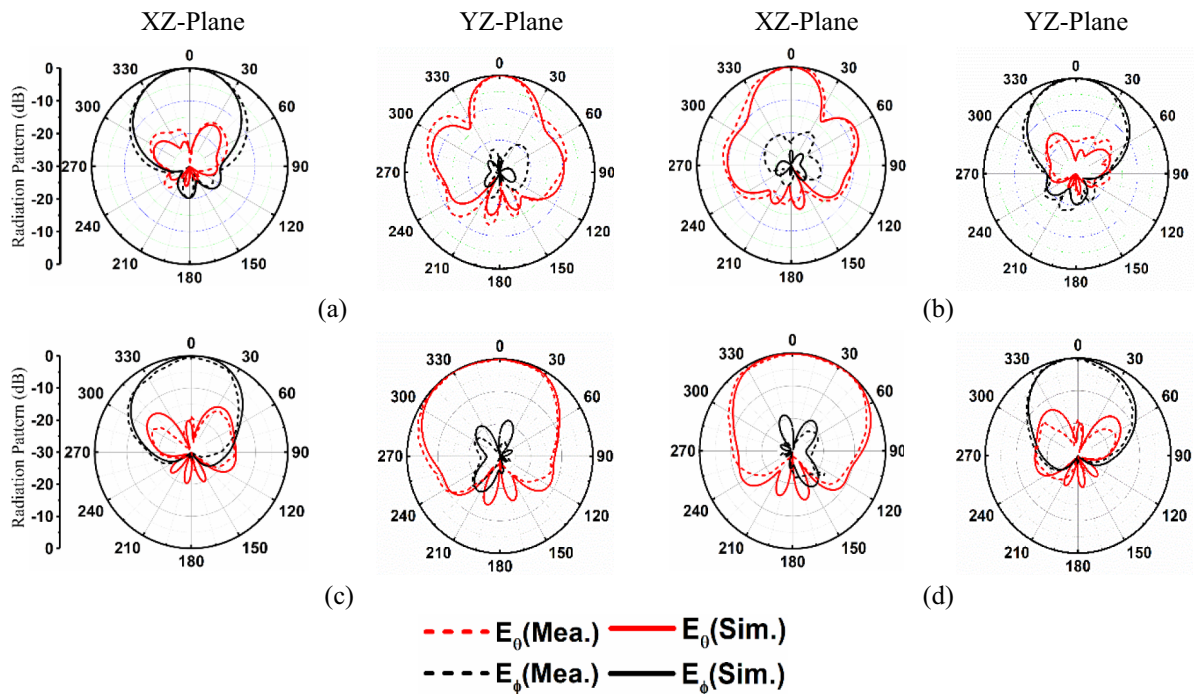 XZ-Plane YZ-Plane XZ-Plane YZ-Plane
Radiation Pattern (dB)
0
-10
-20
-30
-20
-10
0
0 30 60 90 120 150 180 210 240 270 300 330
0 30 60 90 120 150 180 210 240 270 300 330
0 30 60 90 120 150 180 210 240 270 300 330
0 30 60 90 120 150 180 210 240 270 300 330
(a) (b)
Radiation Pattern (dB)
0
-10
-20
-30
-20
-10
0
0 30 60 90 120 150 180 210 240 270 300 330
0 30 60 90 120 150 180 210 240 270 300 330
0 30 60 90 120 150 180 210 240 270 300 330
0 30 60 90 120 150 180 210 240 270 300 330
(c) (d)
E_θ(Mea.) E_θ(Sim.)
E_ϕ(Mea.) E_ϕ(Sim.)